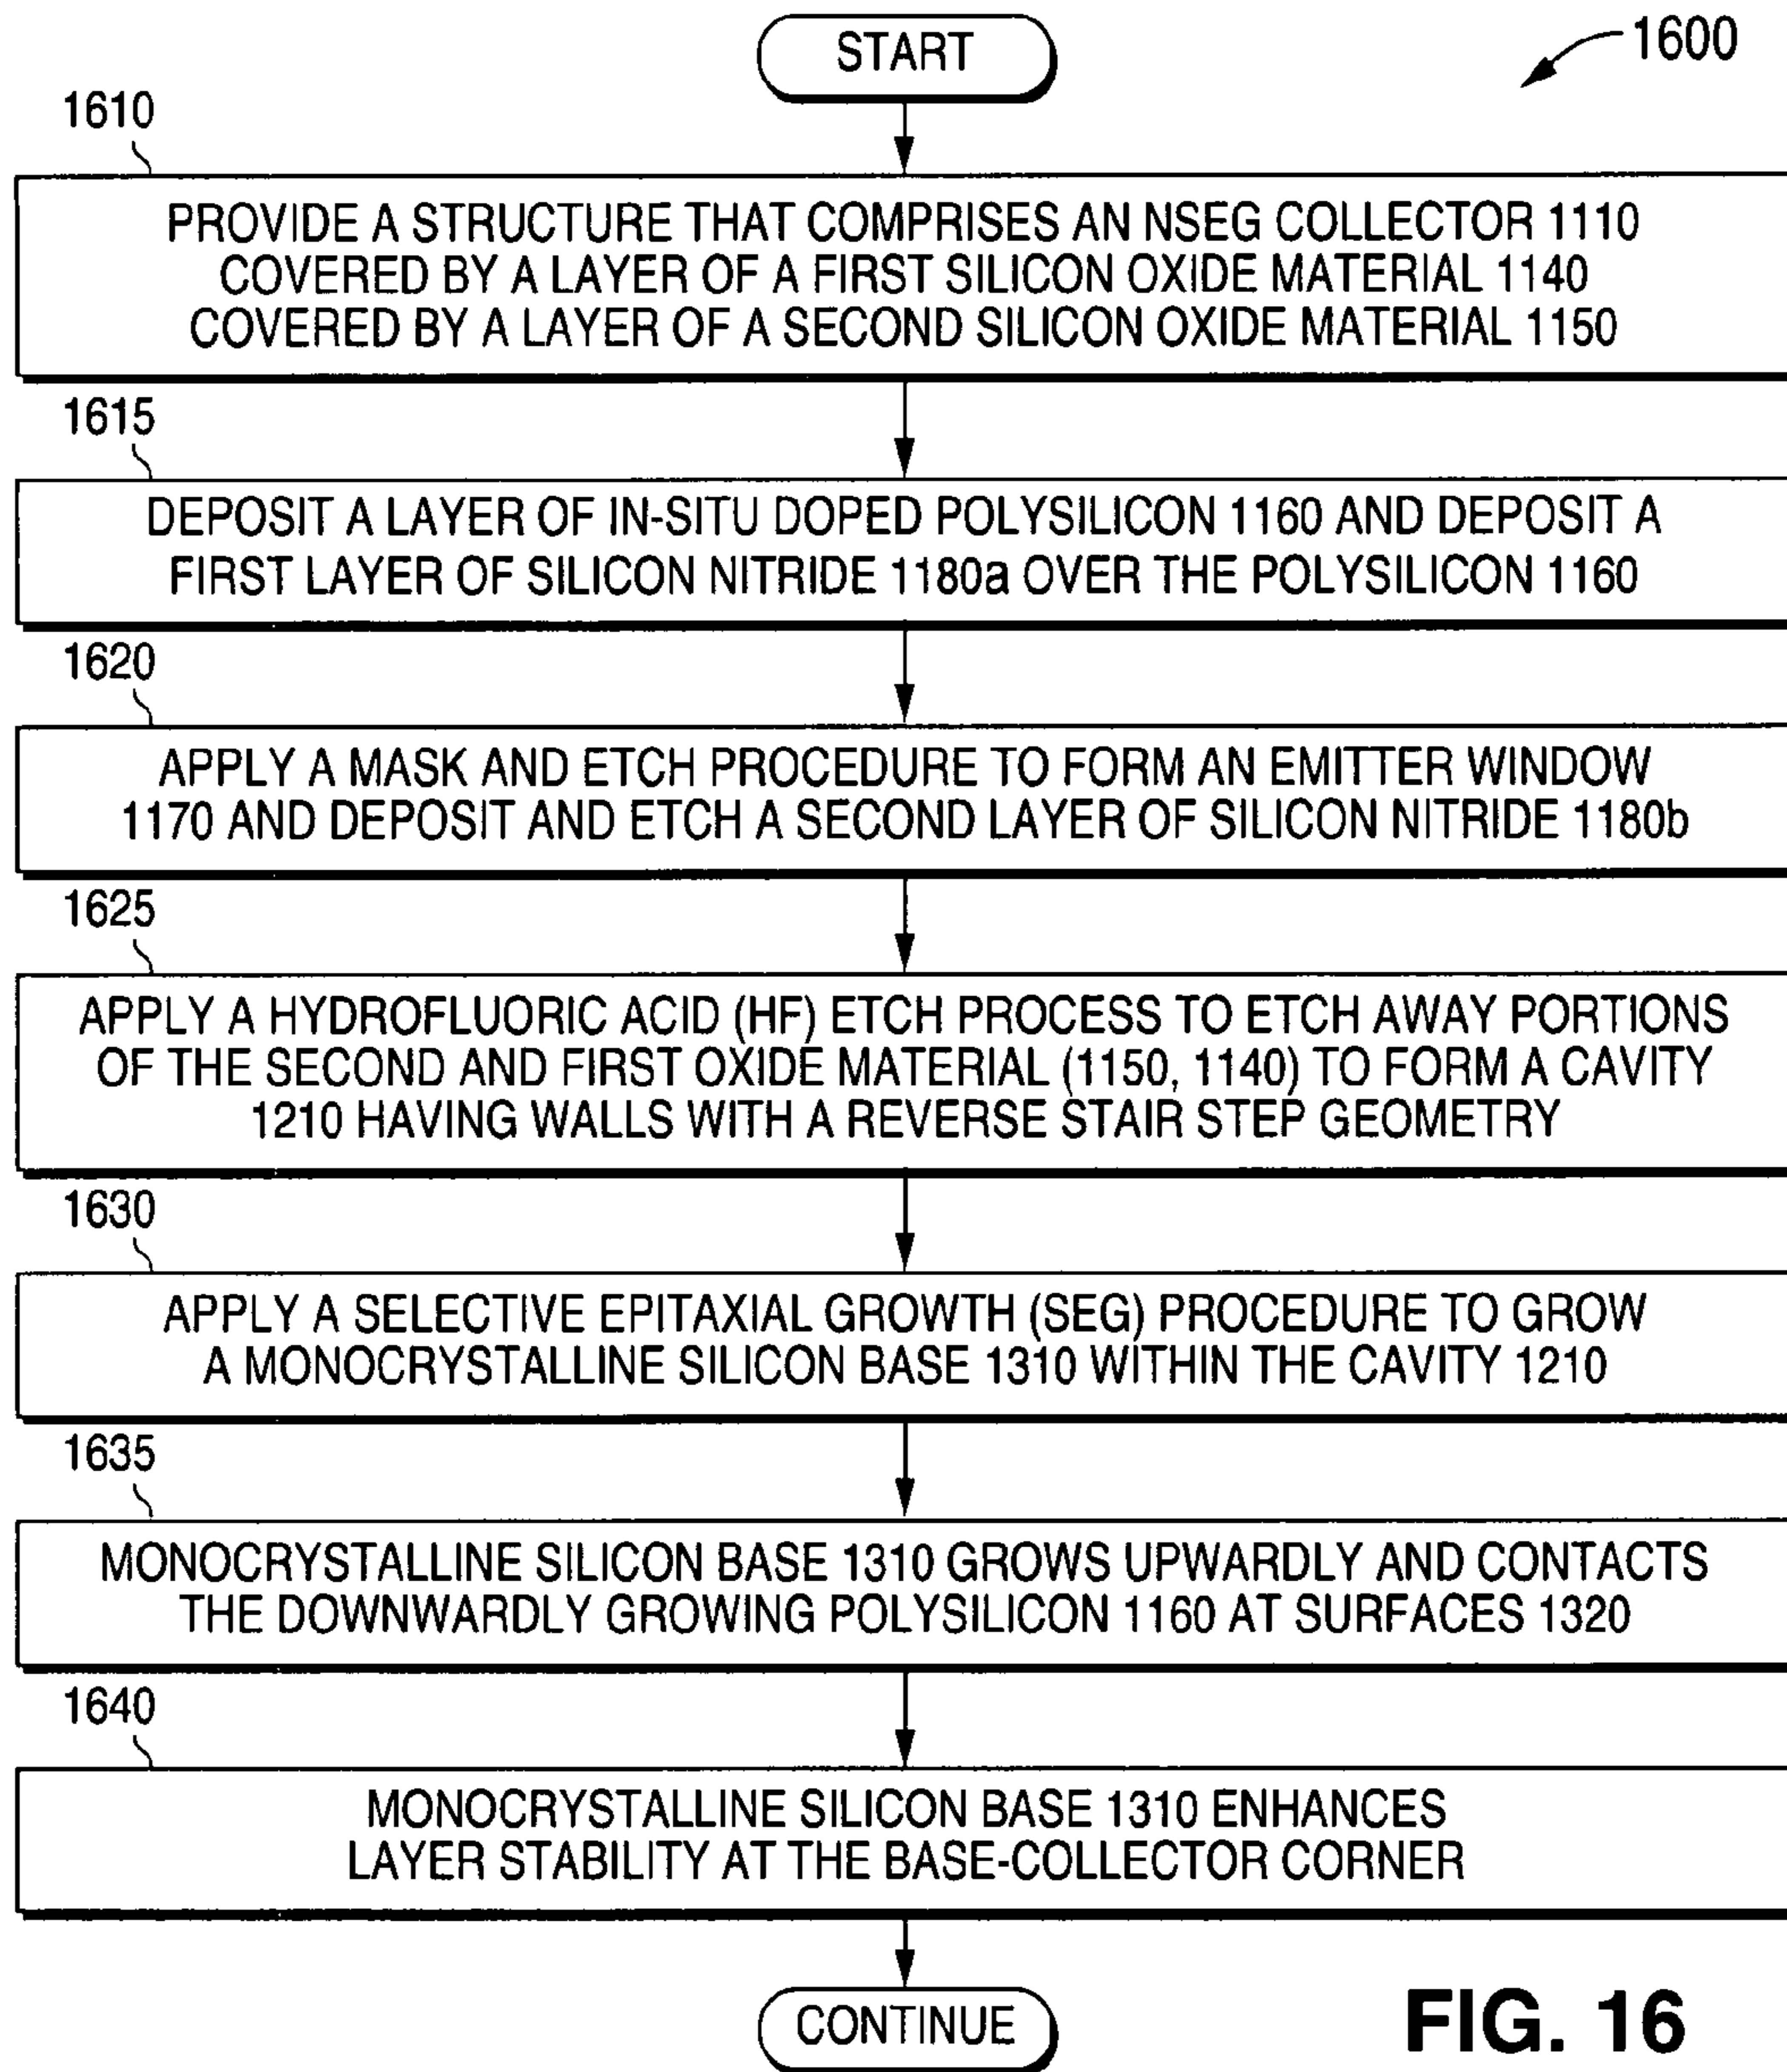 START
1600
1610
PROVIDE A STRUCTURE THAT COMPRISES AN NSEG COLLECTOR 1110
COVERED BY A LAYER OF A FIRST SILICON OXIDE MATERIAL 1140
COVERED BY A LAYER OF A SECOND SILICON OXIDE MATERIAL 1150
1615
DEPOSIT A LAYER OF IN-SITU DOPED POLYSILICON 1160 AND DEPOSIT A
FIRST LAYER OF SILICON NITRIDE 1180a OVER THE POLYSILICON 1160
1620
APPLY A MASK AND ETCH PROCEDURE TO FORM AN EMITTER WINDOW
1170 AND DEPOSIT AND ETCH A SECOND LAYER OF SILICON NITRIDE 1180b
1625
APPLY A HYDROFLUORIC ACID (HF) ETCH PROCESS TO ETCH AWAY PORTIONS
OF THE SECOND AND FIRST OXIDE MATERIAL (1150, 1140) TO FORM A CAVITY
1210 HAVING WALLS WITH A REVERSE STAIR STEP GEOMETRY
1630
APPLY A SELECTIVE EPITAXIAL GROWTH (SEG) PROCEDURE TO GROW
A MONOCRYSTALLINE SILICON BASE 1310 WITHIN THE CAVITY 1210
1635
MONOCRYSTALLINE SILICON BASE 1310 GROWS UPWARDLY AND CONTACTS
THE DOWNWARDLY GROWING POLYSILICON 1160 AT SURFACES 1320
1640
MONOCRYSTALLINE SILICON BASE 1310 ENHANCES
LAYER STABILITY AT THE BASE-COLLECTOR CORNER
CONTINUE
FIG. 16